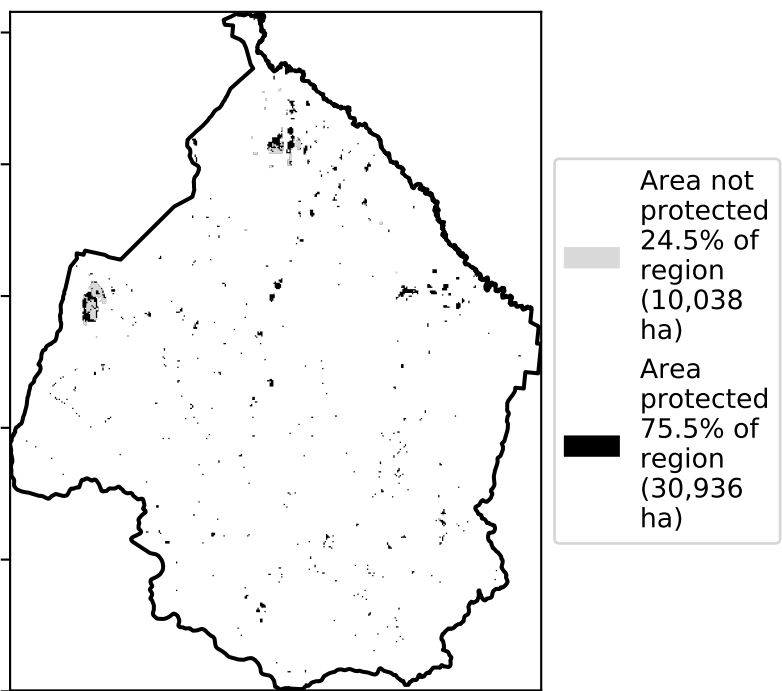 Area not
protected
24.5% of
region
(10,038
ha)
Area
protected
75.5% of
region
(30,936
ha)